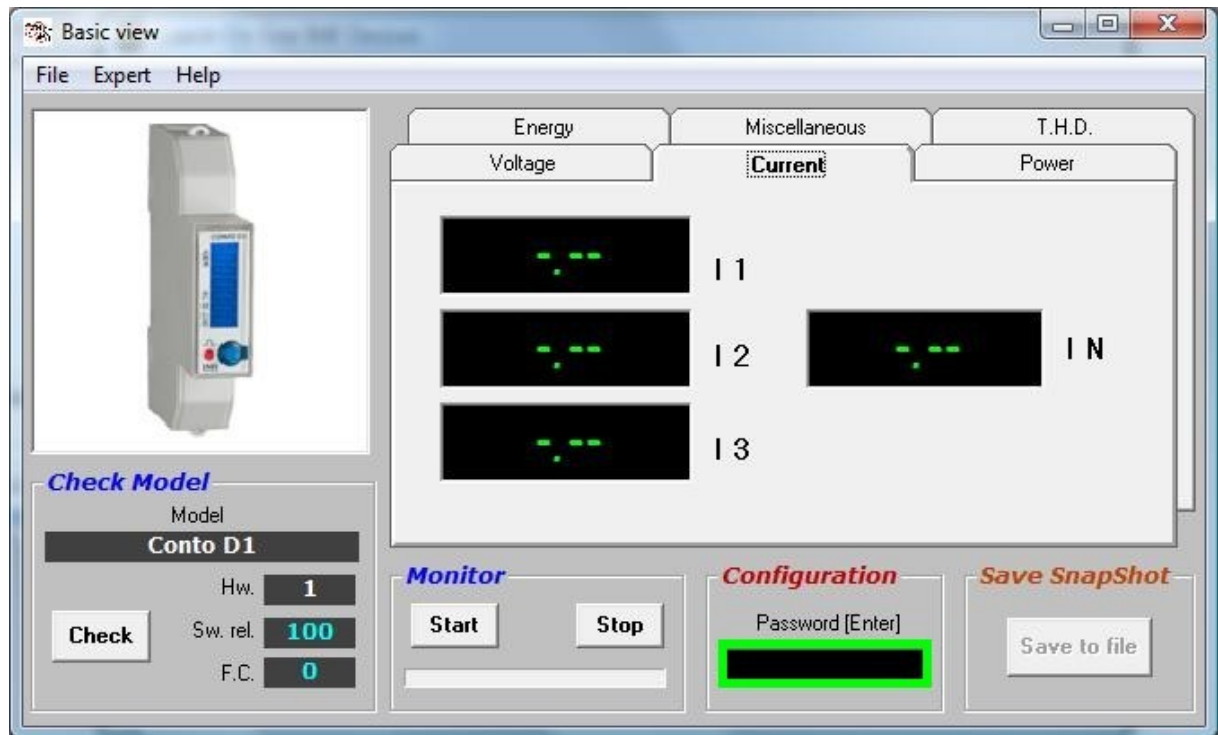 Basic view
File Expert Help
Energy Miscellaneous T.H.D.
Voltage Current Power
-.-- I 1
-.-- I 2
-.-- I N
-.-- I 3
Check Model
Model
Conto D1
Hw. 1
Check
Sw. rel. 100
F.C. 0
Monitor
Start Stop
Configuration
Password [Enter]
Save SnapShot
Save to file